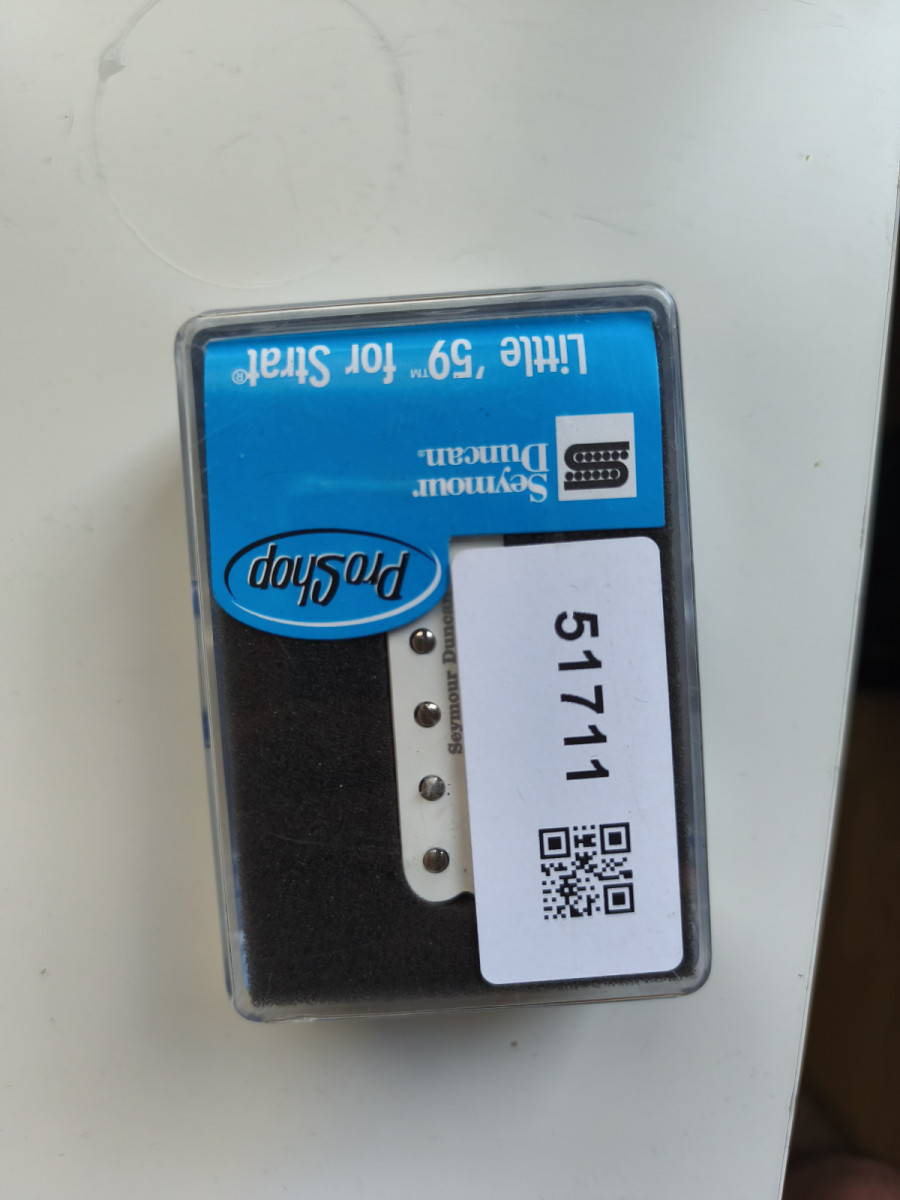 Little '59™ for Strat®
Seymour
Duncan®
ProShop
Seymour Duncan
51711